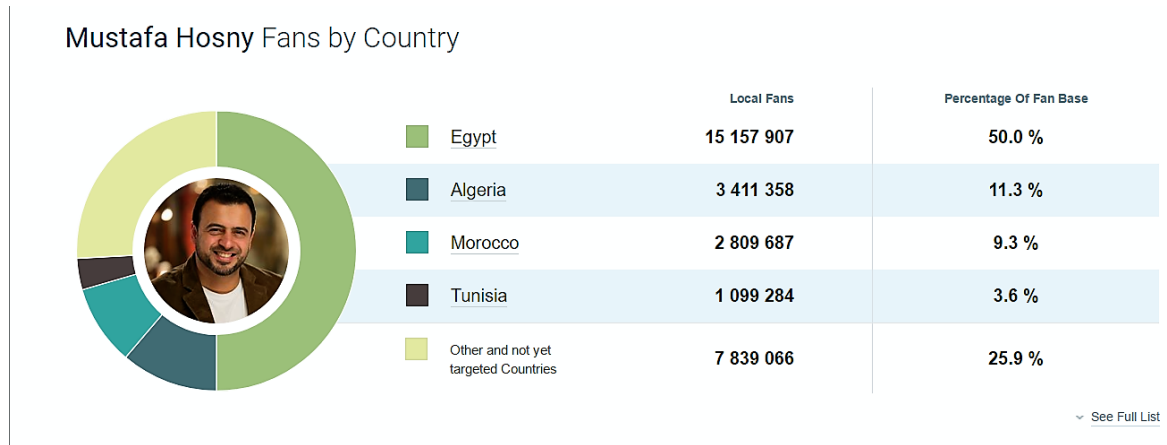 Mustafa Hosny Fans by Country
Local Fans Percentage Of Fan Base
Egypt 15 157 907 50.0 %
Algeria 3 411 358 11.3 %
Morocco 2 809 687 9.3 %
Tunisia 1 099 284 3.6 %
Other and not yet
targeted Countries 7 839 066 25.9 %
See Full List